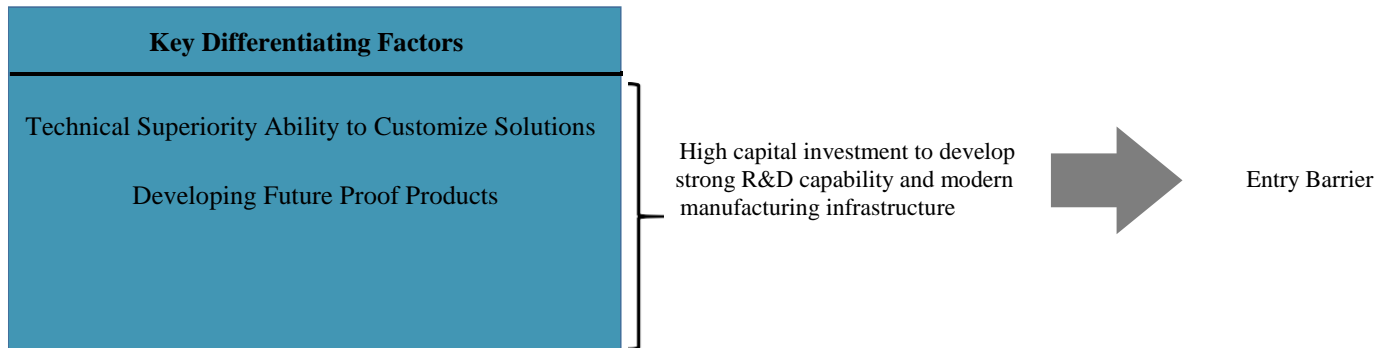 Key Differentiating Factors
Technical Superiority Ability to Customize Solutions
Developing Future Proof Products
High capital investment to develop
strong R&D capability and modern
manufacturing infrastructure
Entry Barrier